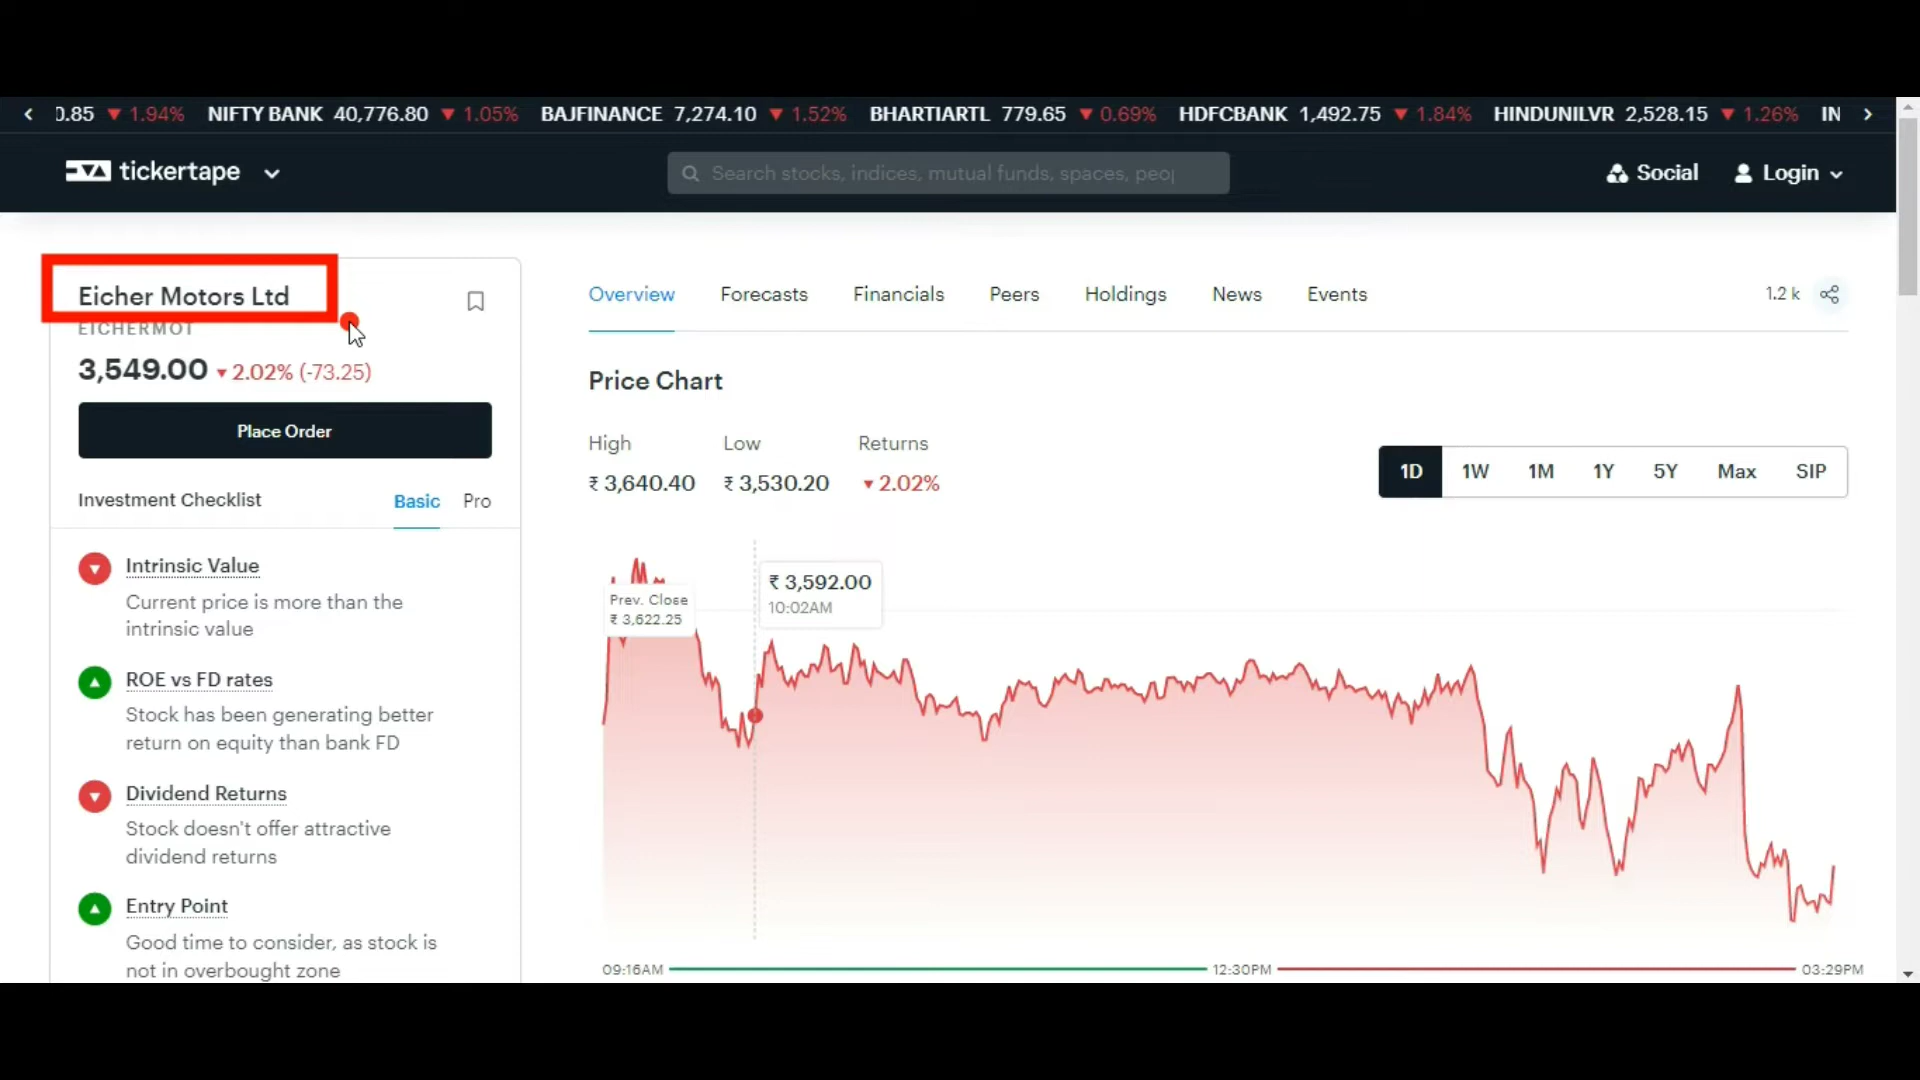 0.85 ▼ 1.94% NIFTY BANK 40,776.80 ▼ 1.05% BAJFINANCE 7,274.10 ▼ 1.52% BHARTIARTL 779.65 ▼ 0.69% HDFCBANK 1,492.75 ▼ 1.84% HINDUNILVR 2,528.15 ▼ 1.26% IN
tickertape
Search stocks, indices, mutual funds, spaces, peop
Social
Login
Eicher Motors Ltd
EICHERMOT
3,549.00 ▼ 2.02% (-73.25)
Place Order
Investment Checklist
Basic
Pro
Intrinsic Value
Current price is more than the
intrinsic value
ROE vs FD rates
Stock has been generating better
return on equity than bank FD
Dividend Returns
Stock doesn't offer attractive
dividend returns
Entry Point
Good time to consider, as stock is
not in overbought zone
Overview
Forecasts
Financials
Peers
Holdings
News
Events
1.2 k
Price Chart
High
Low
Returns
₹ 3,640.40
₹ 3,530.20
▼ 2.02%
1D
1W
1M
1Y
5Y
Max
SIP
Prev. Close
₹ 3,622.25
₹ 3,592.00
10:02AM
09:16AM
12:30PM
03:29PM